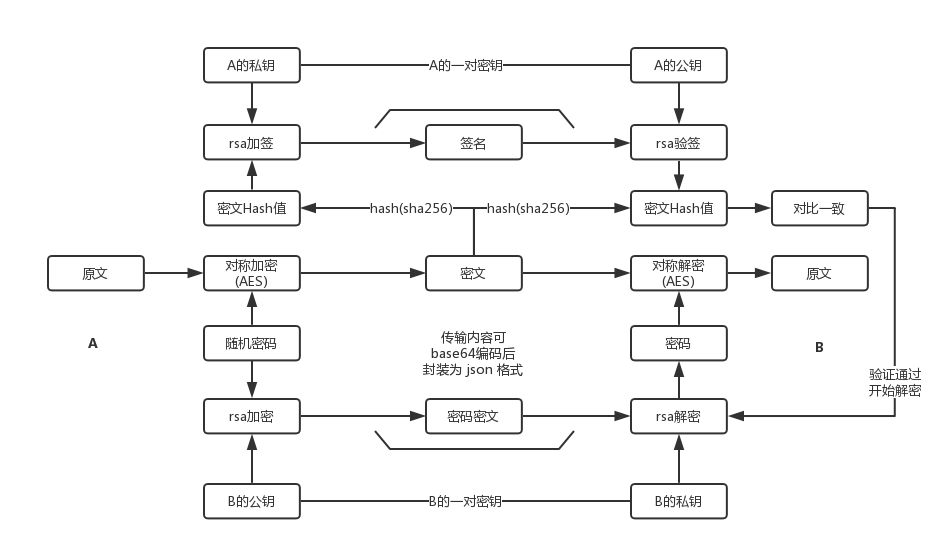 A的私钥
A的一对密钥
A的公钥
rsa加签
签名
rsa验签
密文Hash值
hash(sha256)
hash(sha256)
密文Hash值
对比一致
原文
对称加密
(AES)
密文
对称解密
(AES)
原文
A
随机密码
传输内容可
base64编码后
封装为 json 格式
密码
B
验证通过
开始解密
rsa加密
密码密文
rsa解密
B的公钥
B的一对密钥
B的私钥